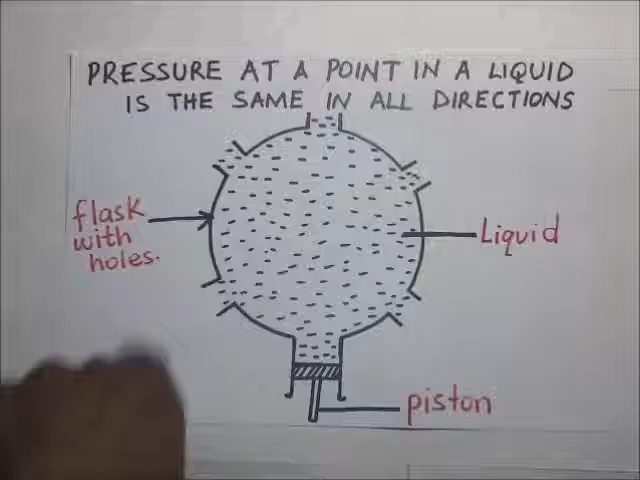 PRESSURE AT A POINT IN A LIQUID
IS THE SAME IN ALL DIRECTIONS
flask
with
holes.
Liquid
piston